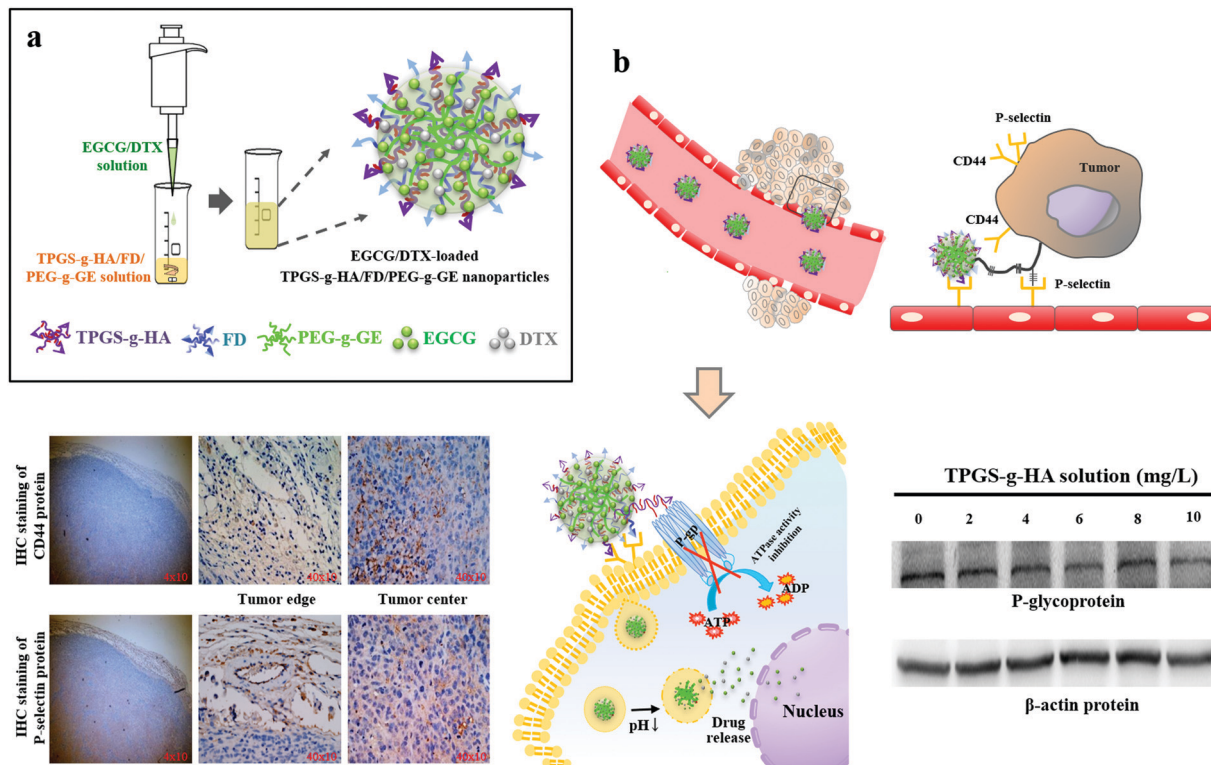 a
EGCG/DTX
solution
TPGS-g-HA/FD/
PEG-g-GE solution
EGCG/DTX-loaded
TPGS-g-HA/FD/PEG-g-GE nanoparticles
TPGS-g-HA
FD
PEG-g-GE
EGCG
DTX
b
P-selectin
CD44
Tumor
CD44
P-selectin
IHC staining of
CD44 protein
4x10
40x10
40x10
Tumor edge
Tumor center
IHC staining of
P-selectin protein
4x10
40x10
40x10
P-gp
ATPase activity
inhibition
ADP
ATP
pH↓
Drug
release
Nucleus
TPGS-g-HA solution (mg/L)
0 2 4 6 8 10
P-glycoprotein
β-actin protein